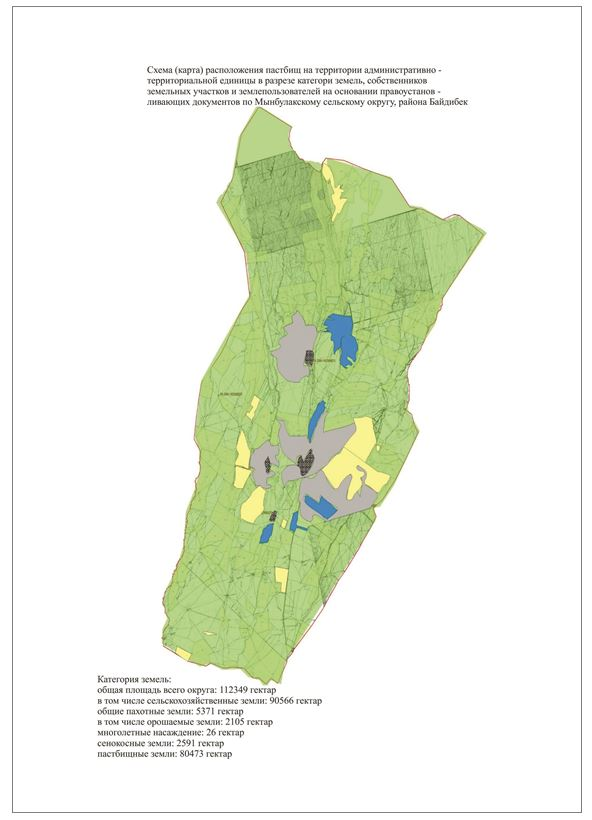 Схема (карта) расположения пастбищ на территории административно -
территориальной единицы в разрезе категори земель, собственников
земельных участков и землепользователей на основании правоустанов -
ливающих документов по Мынбулакскому сельскому округу, района Байдибек
Категория земель:
общая площадь всего округа: 112349 гектар
в том числе сельскохозяйственные земли: 90566 гектар
общие пахотные земли: 5371 гектар
в том числе орошаемые земли: 2105 гектар
многолетные насаждение: 26 гектар
сенокосные земли: 2591 гектар
пастбищные земли: 80473 гектар